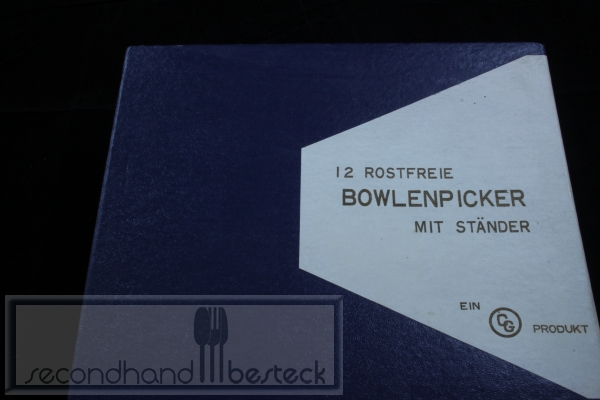 12 ROSTFREIE
BOWLENPICKER
MIT STÄNDER
EIN CG PRODUKT
secondhand besteck